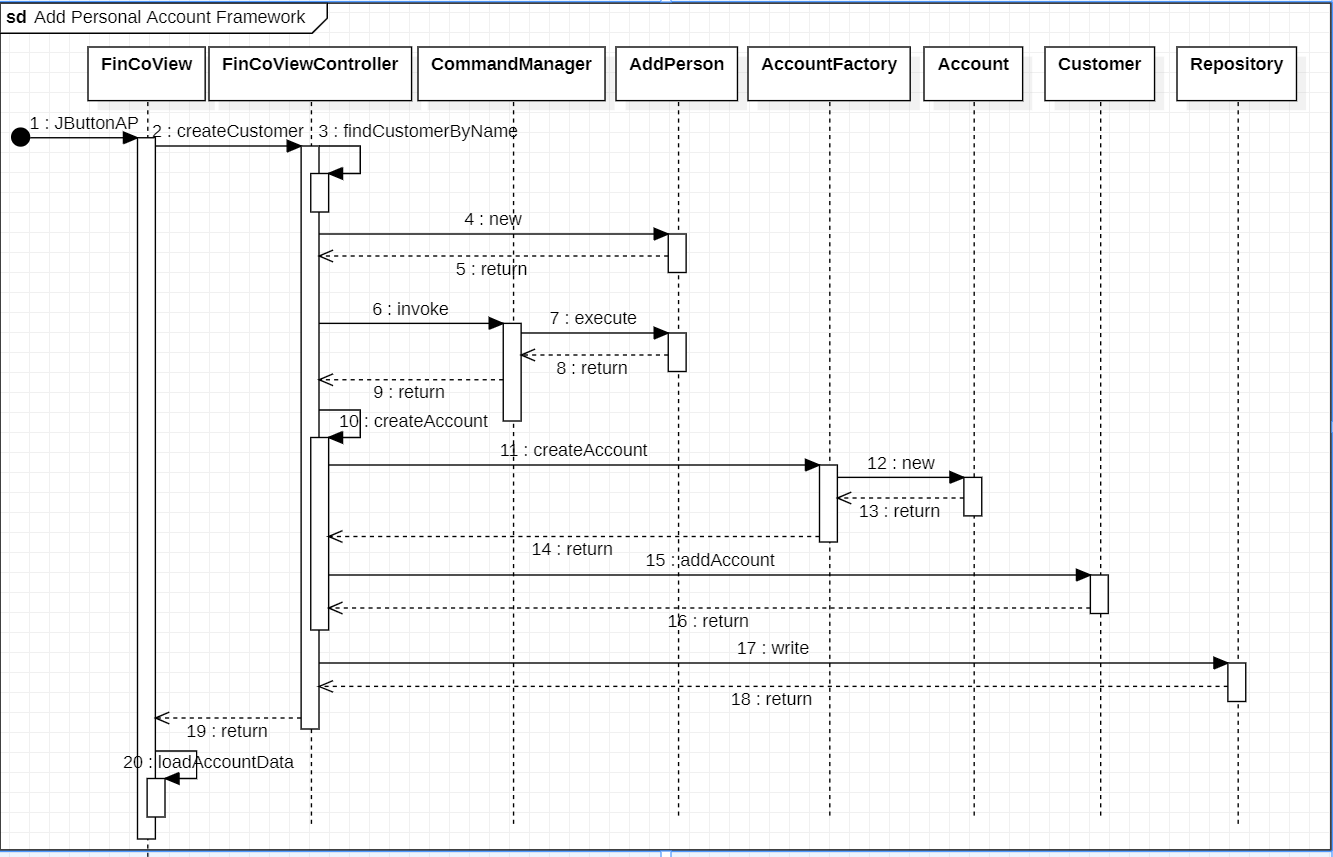 sd Add Personal Account Framework
FinCoView
FinCoViewController
CommandManager
AddPerson
AccountFactory
Account
Customer
Repository
1 : JButtonAP
2 : createCustomer
3 : findCustomerByName
4 : new
5 : return
6 : invoke
7 : execute
8 : return
9 : return
10 : createAccount
11 : createAccount
12 : new
13 : return
14 : return
15 : addAccount
16 : return
17 : write
18 : return
19 : return
20 : loadAccountData